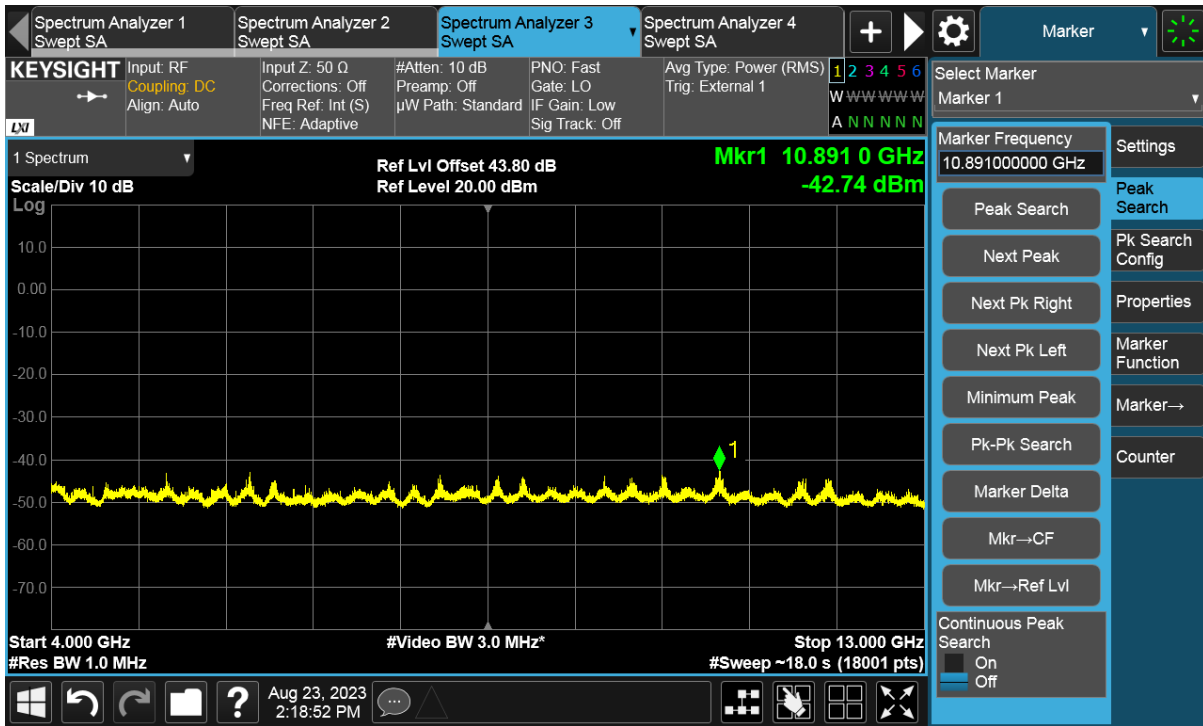 Spectrum Analyzer 1
Swept SA
Spectrum Analyzer 2
Swept SA
Spectrum Analyzer 3
Swept SA
Spectrum Analyzer 4
Swept SA
+
Marker
KEYSIGHT
LXI
Input: RF
Coupling: DC
Align: Auto
Input Z: 50 Ω
Corrections: Off
Freq Ref: Int (S)
NFE: Adaptive
#Atten: 10 dB
Preamp: Off
µW Path: Standard
PNO: Fast
Gate: LO
IF Gain: Low
Sig Track: Off
Avg Type: Power (RMS)
Trig: External 1
1 2 3 4 5 6
W W W W W W
A N N N N N
Select Marker
Marker 1
1 Spectrum
Scale/Div 10 dB
Ref Lvl Offset 43.80 dB
Ref Level 20.00 dBm
Mkr1 10.891 0 GHz
-42.74 dBm
Log
10.0
0.00
-10.0
-20.0
-30.0
-40.0
-50.0
-60.0
-70.0
1
Start 4.000 GHz
#Res BW 1.0 MHz
#Video BW 3.0 MHz*
Stop 13.000 GHz
#Sweep ~18.0 s (18001 pts)
Marker Frequency
10.891000000 GHz
Peak Search
Next Peak
Next Pk Right
Next Pk Left
Minimum Peak
Pk-Pk Search
Marker Delta
Mkr→CF
Mkr→Ref Lvl
Continuous Peak
Search
On
Off
Settings
Peak
Search
Pk Search
Config
Properties
Marker
Function
Marker→
Counter
?
Aug 23, 2023
2:18:52 PM